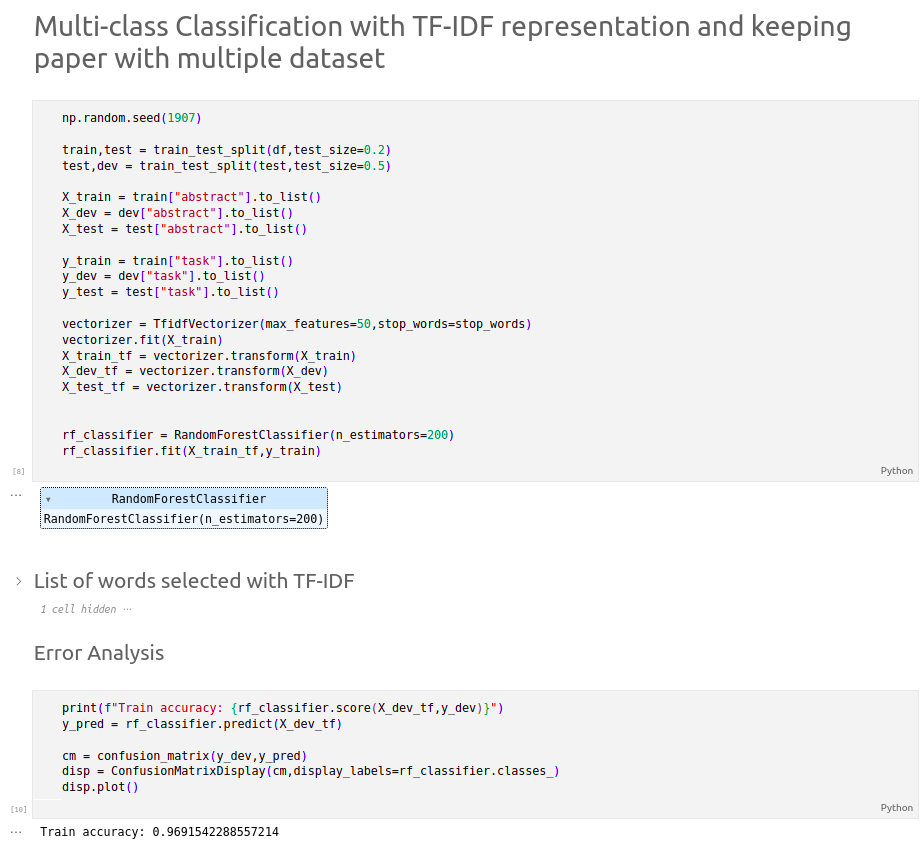 Multi-class Classification with TF-IDF representation and keeping
paper with multiple dataset
np.random.seed(1907)
train,test = train_test_split(df,test_size=0.2)
test,dev = train_test_split(test,test_size=0.5)
X_train = train["abstract"].to_list()
X_dev = dev["abstract"].to_list()
X_test = test["abstract"].to_list()
y_train = train["task"].to_list()
y_dev = dev["task"].to_list()
y_test = test["task"].to_list()
vectorizer = TfidfVectorizer(max_features=50,stop_words=stop_words)
vectorizer.fit(X_train)
X_train_tf = vectorizer.transform(X_train)
X_dev_tf = vectorizer.transform(X_dev)
X_test_tf = vectorizer.transform(X_test)
rf_classifier = RandomForestClassifier(n_estimators=200)
rf_classifier.fit(X_train_tf,y_train)
[8] Python
... ▾ RandomForestClassifier
RandomForestClassifier(n_estimators=200)
> List of words selected with TF-IDF
1 cell hidden ...
Error Analysis
print(f"Train accuracy: {rf_classifier.score(X_dev_tf,y_dev)}")
y_pred = rf_classifier.predict(X_dev_tf)
cm = confusion_matrix(y_dev,y_pred)
disp = ConfusionMatrixDisplay(cm,display_labels=rf_classifier.classes_)
disp.plot()
[10] Python
... Train accuracy: 0.9691542288557214